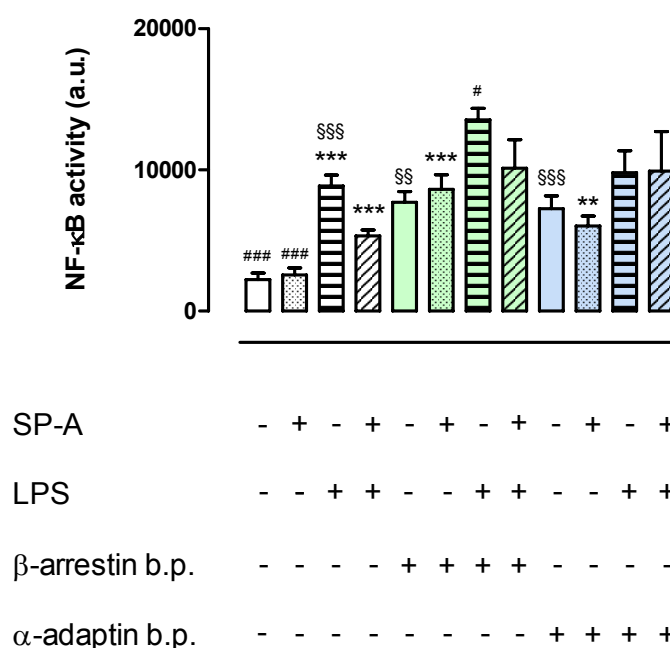 20000
10000
0
NF-κB activity (a.u.)
###
###
§§§
***
***
§§
***
#
§§§
**
SP-A - + - + - + - + - + - +
LPS - - + + - - + + - - + +
β-arrestin b.p. - - - - + + + + - - - -
α-adaptin b.p. - - - - - - - - + + + +